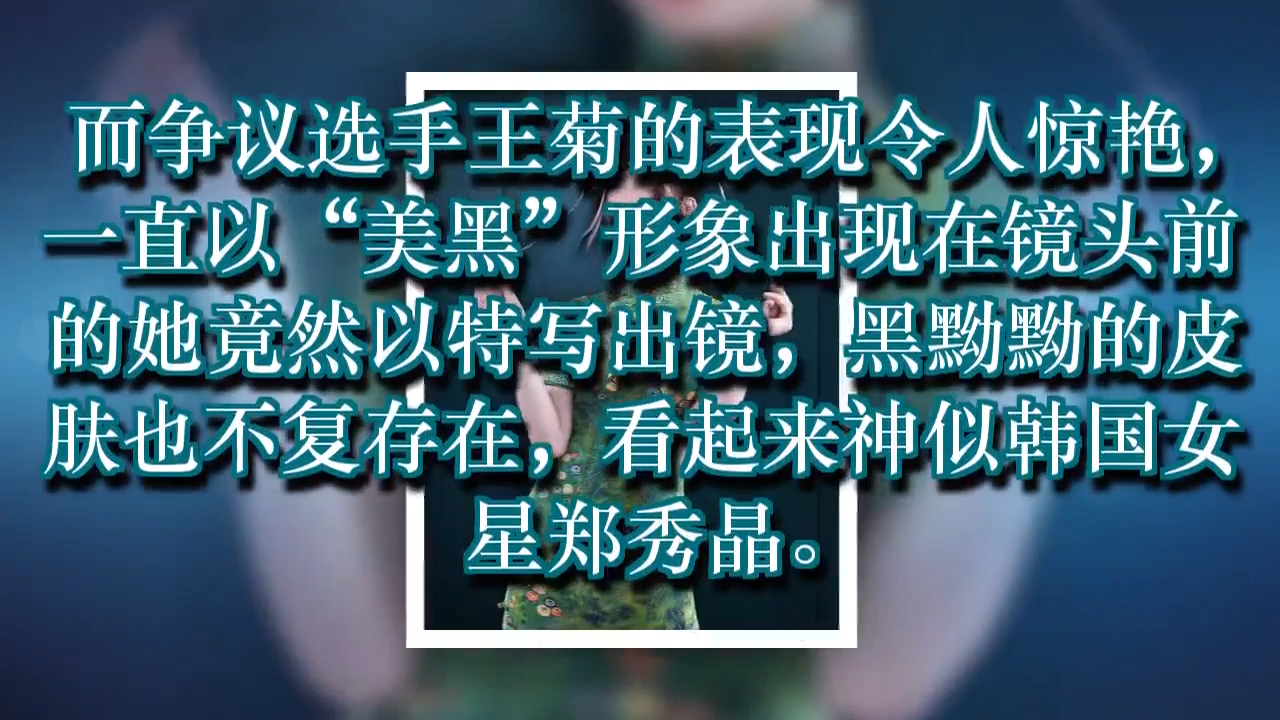 而争议选手王菊的表现令人惊艳，
一直以“美黑”形象出现在镜头前
的她竟然以特写出镜，黑黝黝的皮
肤也不复存在，看起来神似韩国女
星郑秀晶。